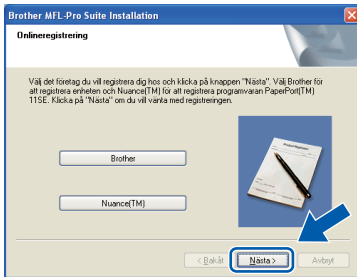 Brother MFL-Pro Suite Installation
Onlineregistrering
Välj det företag du vill registrera dig hos och klicka på knappen "Nästa". Välj Brother för
att registrera enheten och Nuance(TM) för att registrera programvaran PaperPort(TM)
11SE. Klicka på "Nästa" om du vill vänta med registreringen.
Brother
Nuance(TM)
< Bakåt
Nästa >
Avbryt